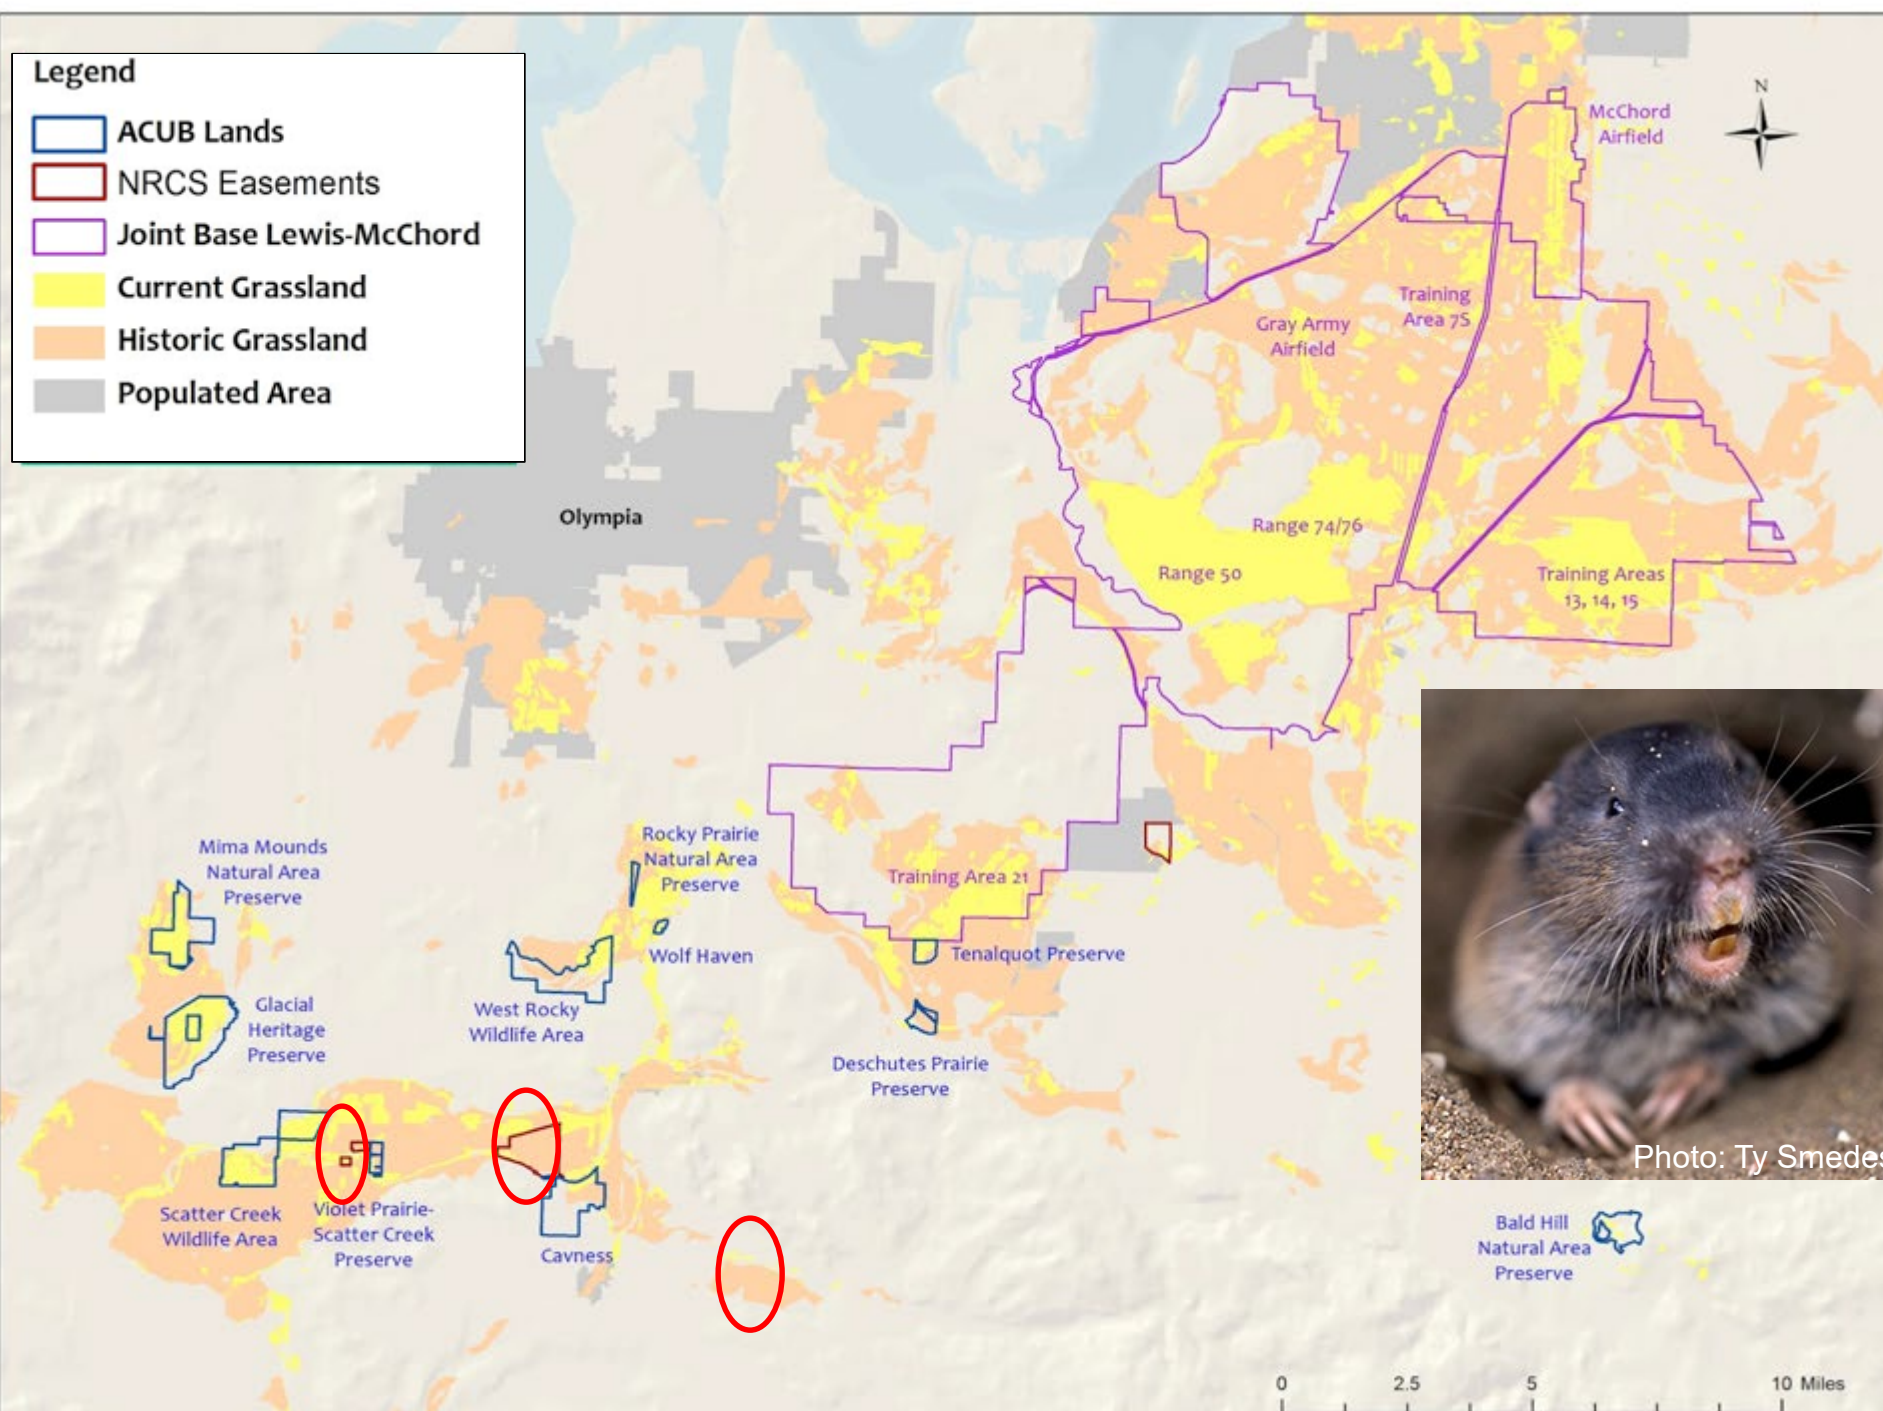 Legend
ACUB Lands
NRCS Easements
Joint Base Lewis-McChord
Current Grassland
Historic Grassland
Populated Area
N
McChord
Airfield
Training
Area 7S
Gray Army
Airfield
Olympia
Range 74/76
Range 50
Training Areas
13, 14, 15
Mima Mounds
Natural Area
Preserve
Rocky Prairie
Natural Area
Preserve
Training Area 21
Wolf Haven
Tenalquot Preserve
Glacial
Heritage
Preserve
West Rocky
Wildlife Area
Deschutes Prairie
Preserve
Photo: Ty Smedes
Scatter Creek
Wildlife Area
Violet Prairie-
Scatter Creek
Preserve
Cavness
Bald Hill
Natural Area
Preserve
0 2.5 5 10 Miles